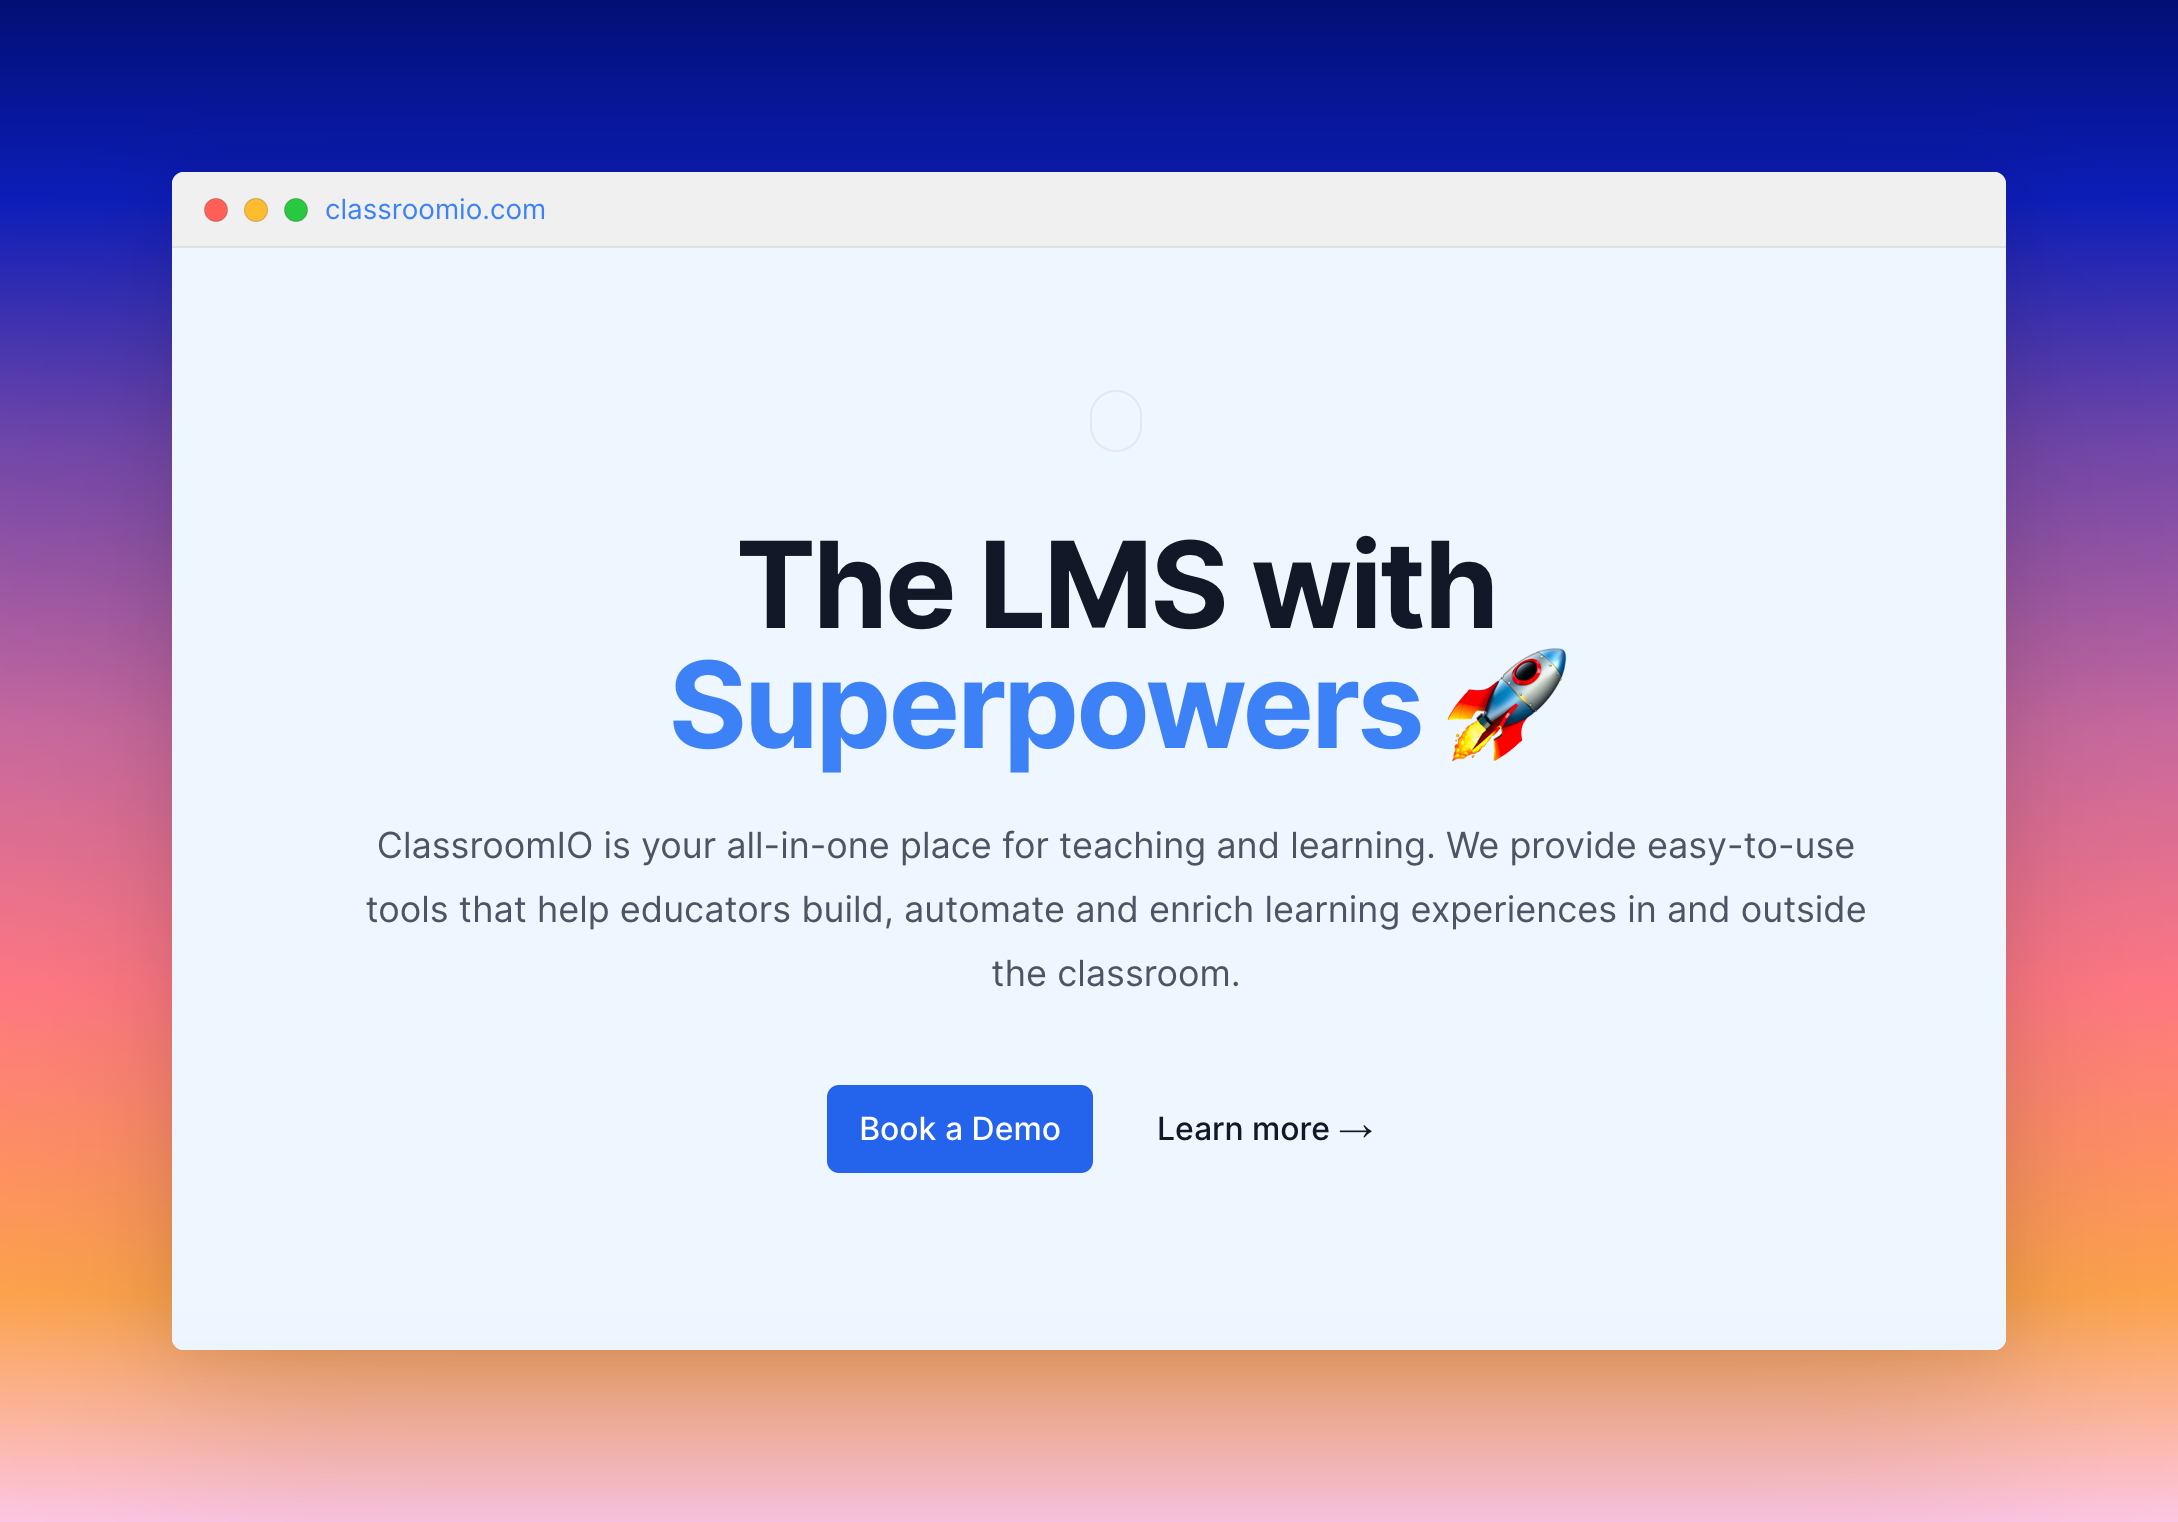 classroomio.com
The LMS with
Superpowers 🚀
ClassroomIO is your all-in-one place for teaching and learning. We provide easy-to-use
tools that help educators build, automate and enrich learning experiences in and outside
the classroom.
Book a Demo
Learn more →